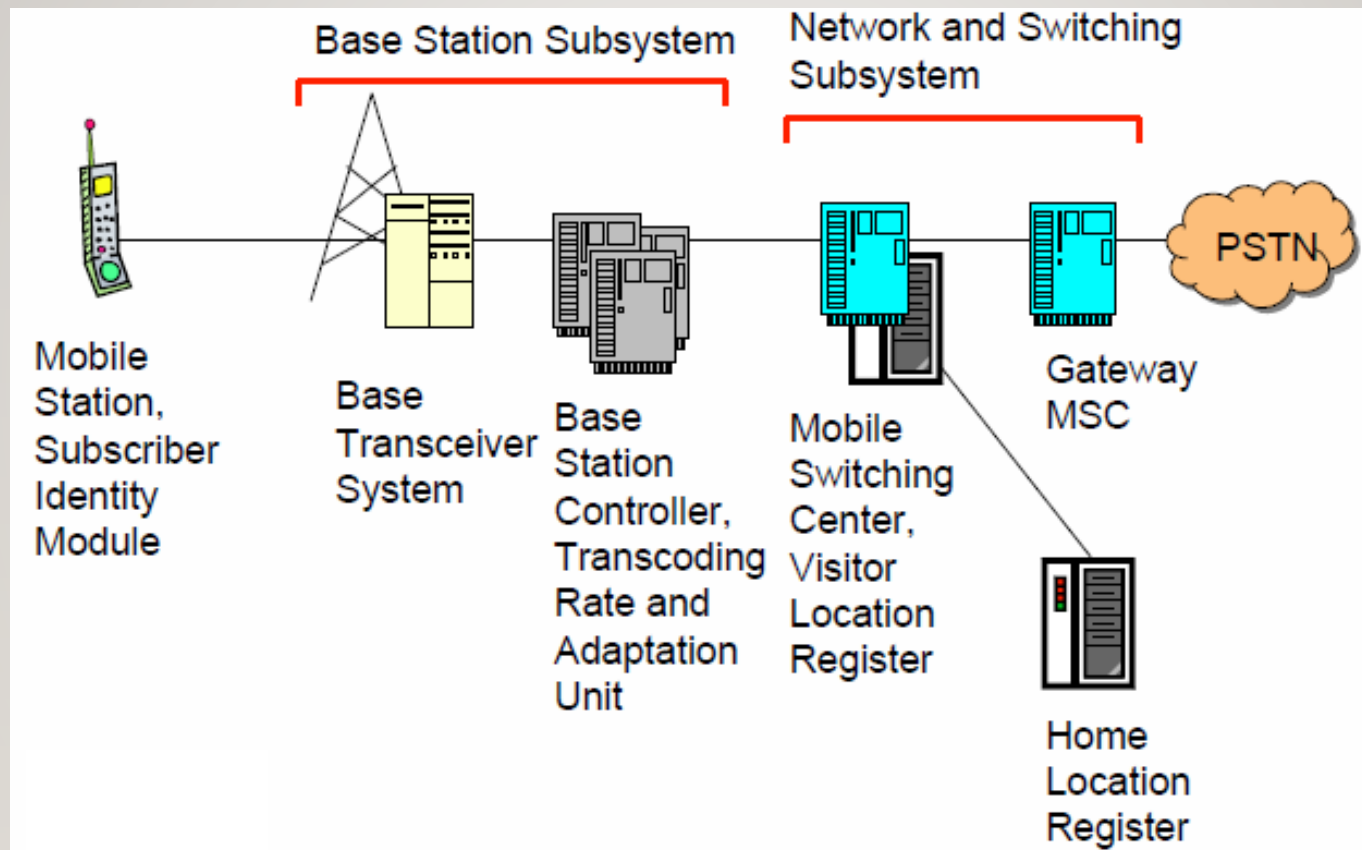 Base Station Subsystem
Network and Switching
Subsystem
PSTN
Mobile
Station,
Subscriber
Identity
Module
Base
Transceiver
System
Base
Station
Controller,
Transcoding
Rate and
Adaptation
Unit
Mobile
Switching
Center,
Visitor
Location
Register
Gateway
MSC
Home
Location
Register